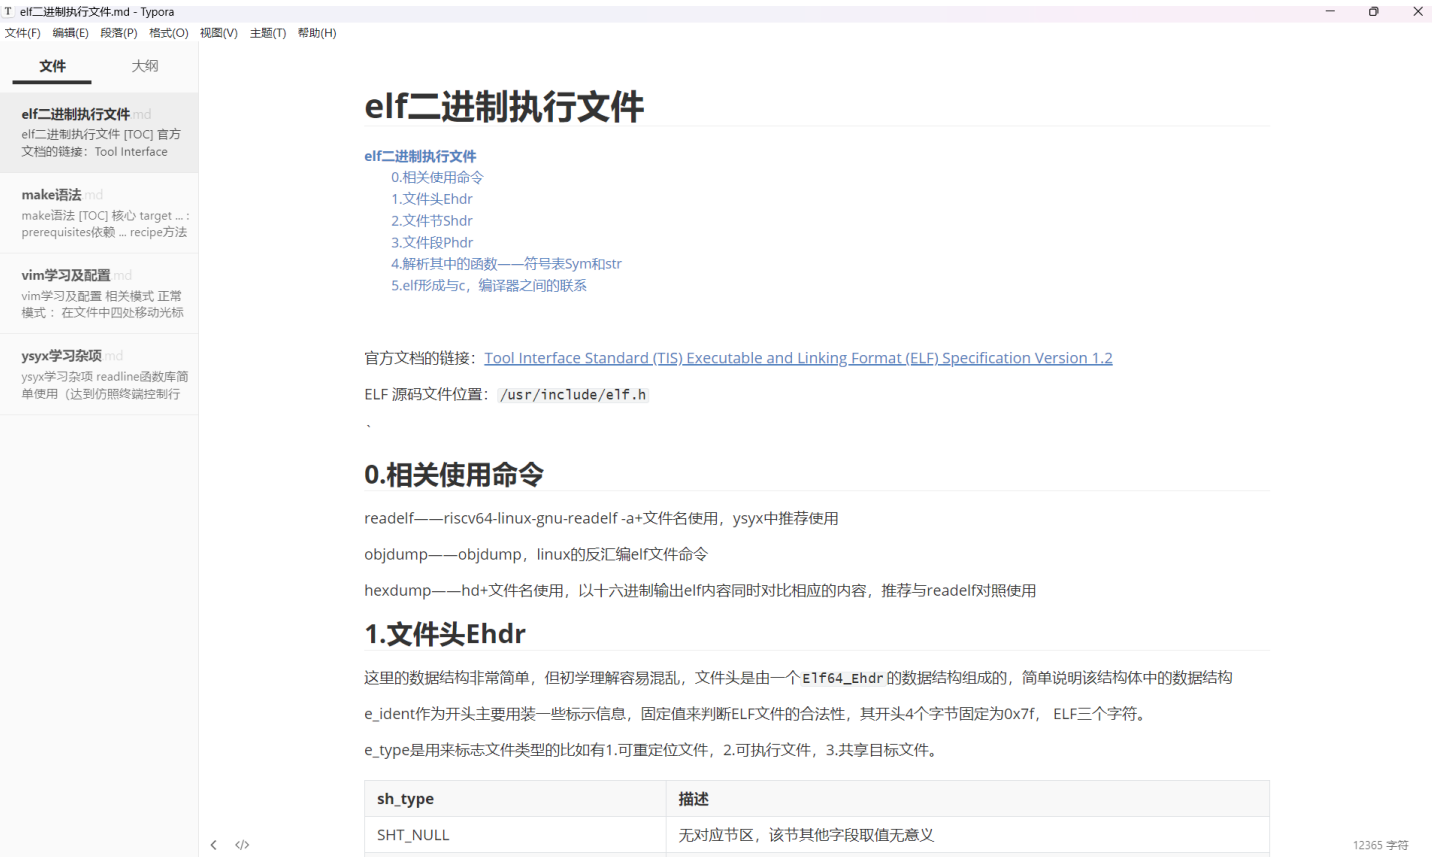 T elf二进制执行文件.md - Typora
文件(F) 编辑(E) 段落(P) 格式(O) 视图(V) 主题(T) 帮助(H)
文件 大纲
elf二进制执行文件.md
elf二进制执行文件 [TOC] 官方
文档的链接：Tool Interface
make语法.md
make语法 [TOC] 核心 target ... :
prerequisites依赖 ... recipe方法
vim学习及配置.md
vim学习及配置 相关模式 正常
模式 ：在文件中四处移动光标
ysyx学习杂项.md
ysyx学习杂项 readline函数库简
单使用（达到仿照终端控制行
elf二进制执行文件
elf二进制执行文件
0.相关使用命令
1.文件头Ehdr
2.文件节Shdr
3.文件段Phdr
4.解析其中的函数——符号表Sym和str
5.elf形成与c，编译器之间的联系
官方文档的链接：Tool Interface Standard (TIS) Executable and Linking Format (ELF) Specification Version 1.2
ELF 源码文件位置：/usr/include/elf.h
`
0.相关使用命令
readelf——riscv64-linux-gnu-readelf -a+文件名使用，ysyx中推荐使用
objdump——objdump，linux的反汇编elf文件命令
hexdump——hd+文件名使用，以十六进制输出elf内容同时对比相应的内容，推荐与readelf对照使用
1.文件头Ehdr
这里的数据结构非常简单，但初学理解容易混乱，文件头是由一个Elf64_Ehdr的数据结构组成的，简单说明该结构体中的数据结构
e_ident作为开头主要用装一些标示信息，固定值来判断ELF文件的合法性，其开头4个字节固定为0x7f， ELF三个字符。
e_type是用来标志文件类型的比如有1.可重定位文件，2.可执行文件，3.共享目标文件。
sh_type 描述
SHT_NULL 无对应节区，该节其他字段取值无意义
12365 字符